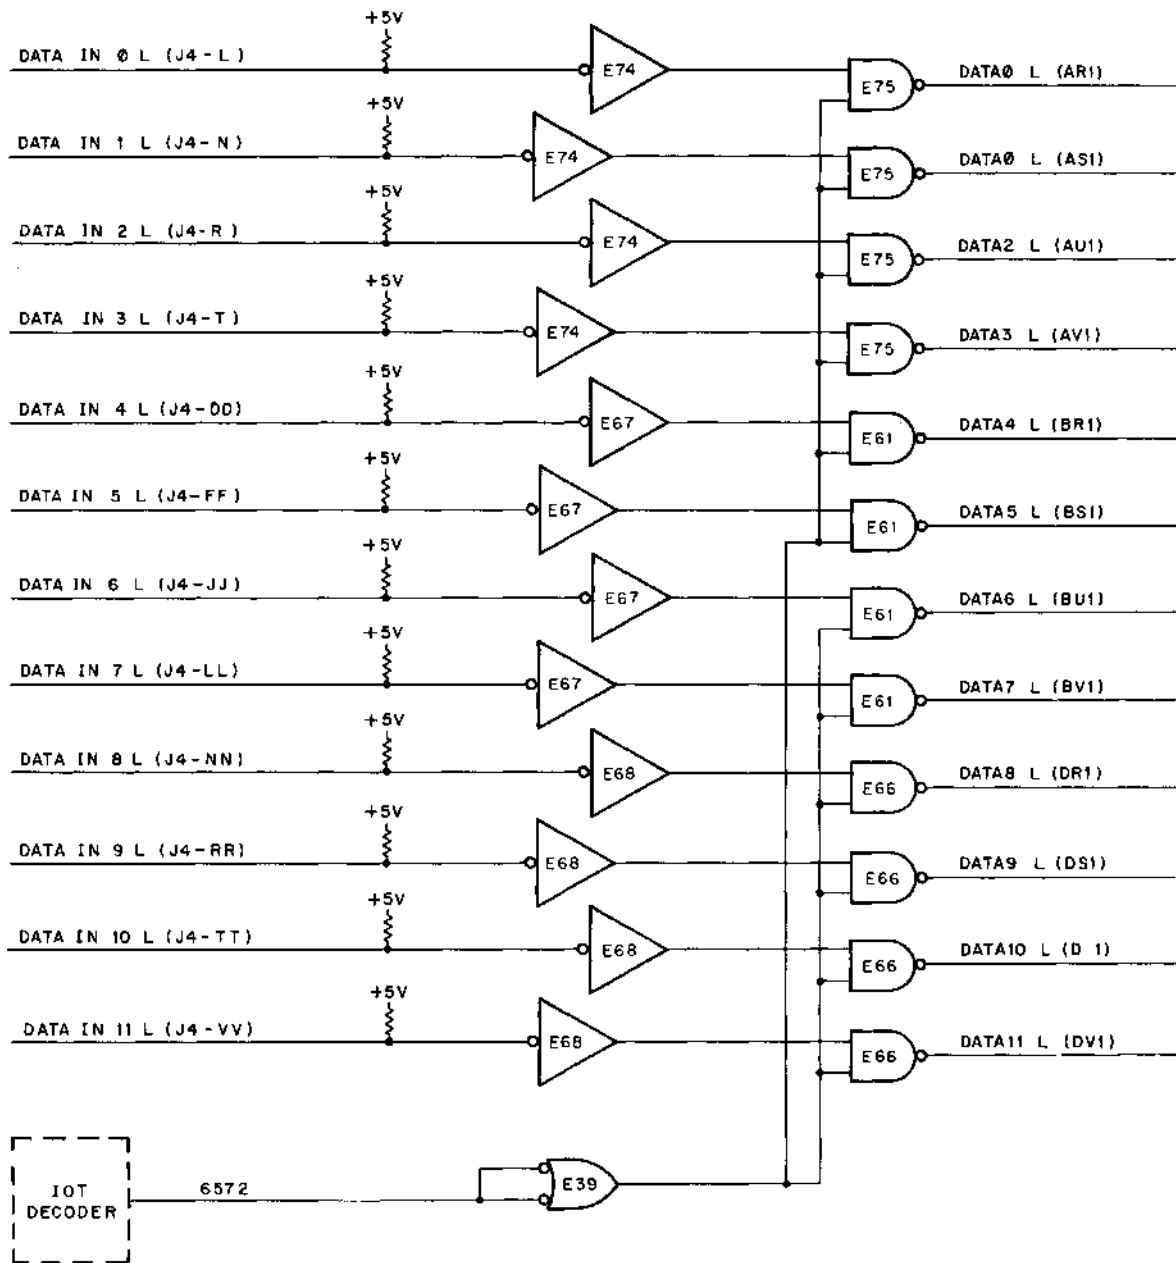 +5V
DATA IN 0 L (J4-L)
E74
E75
DATA0 L (AR1)
+5V
DATA IN 1 L (J4-N)
E74
E75
DATA0 L (AS1)
+5V
DATA IN 2 L (J4-R)
E74
E75
DATA2 L (AU1)
+5V
DATA IN 3 L (J4-T)
E74
E75
DATA3 L (AV1)
+5V
DATA IN 4 L (J4-DD)
E67
E61
DATA4 L (BR1)
+5V
DATA IN 5 L (J4-FF)
E67
E61
DATA5 L (BS1)
+5V
DATA IN 6 L (J4-JJ)
E67
E61
DATA6 L (BU1)
+5V
DATA IN 7 L (J4-LL)
E67
E61
DATA7 L (BV1)
+5V
DATA IN 8 L (J4-NN)
E68
E66
DATA8 L (DR1)
+5V
DATA IN 9 L (J4-RR)
E68
E66
DATA9 L (DS1)
+5V
DATA IN 10 L (J4-TT)
E68
E66
DATA10 L (D 1)
+5V
DATA IN 11 L (J4-VV)
E68
E66
DATA11 L (DV1)
IOT
DECODER
6572
E39